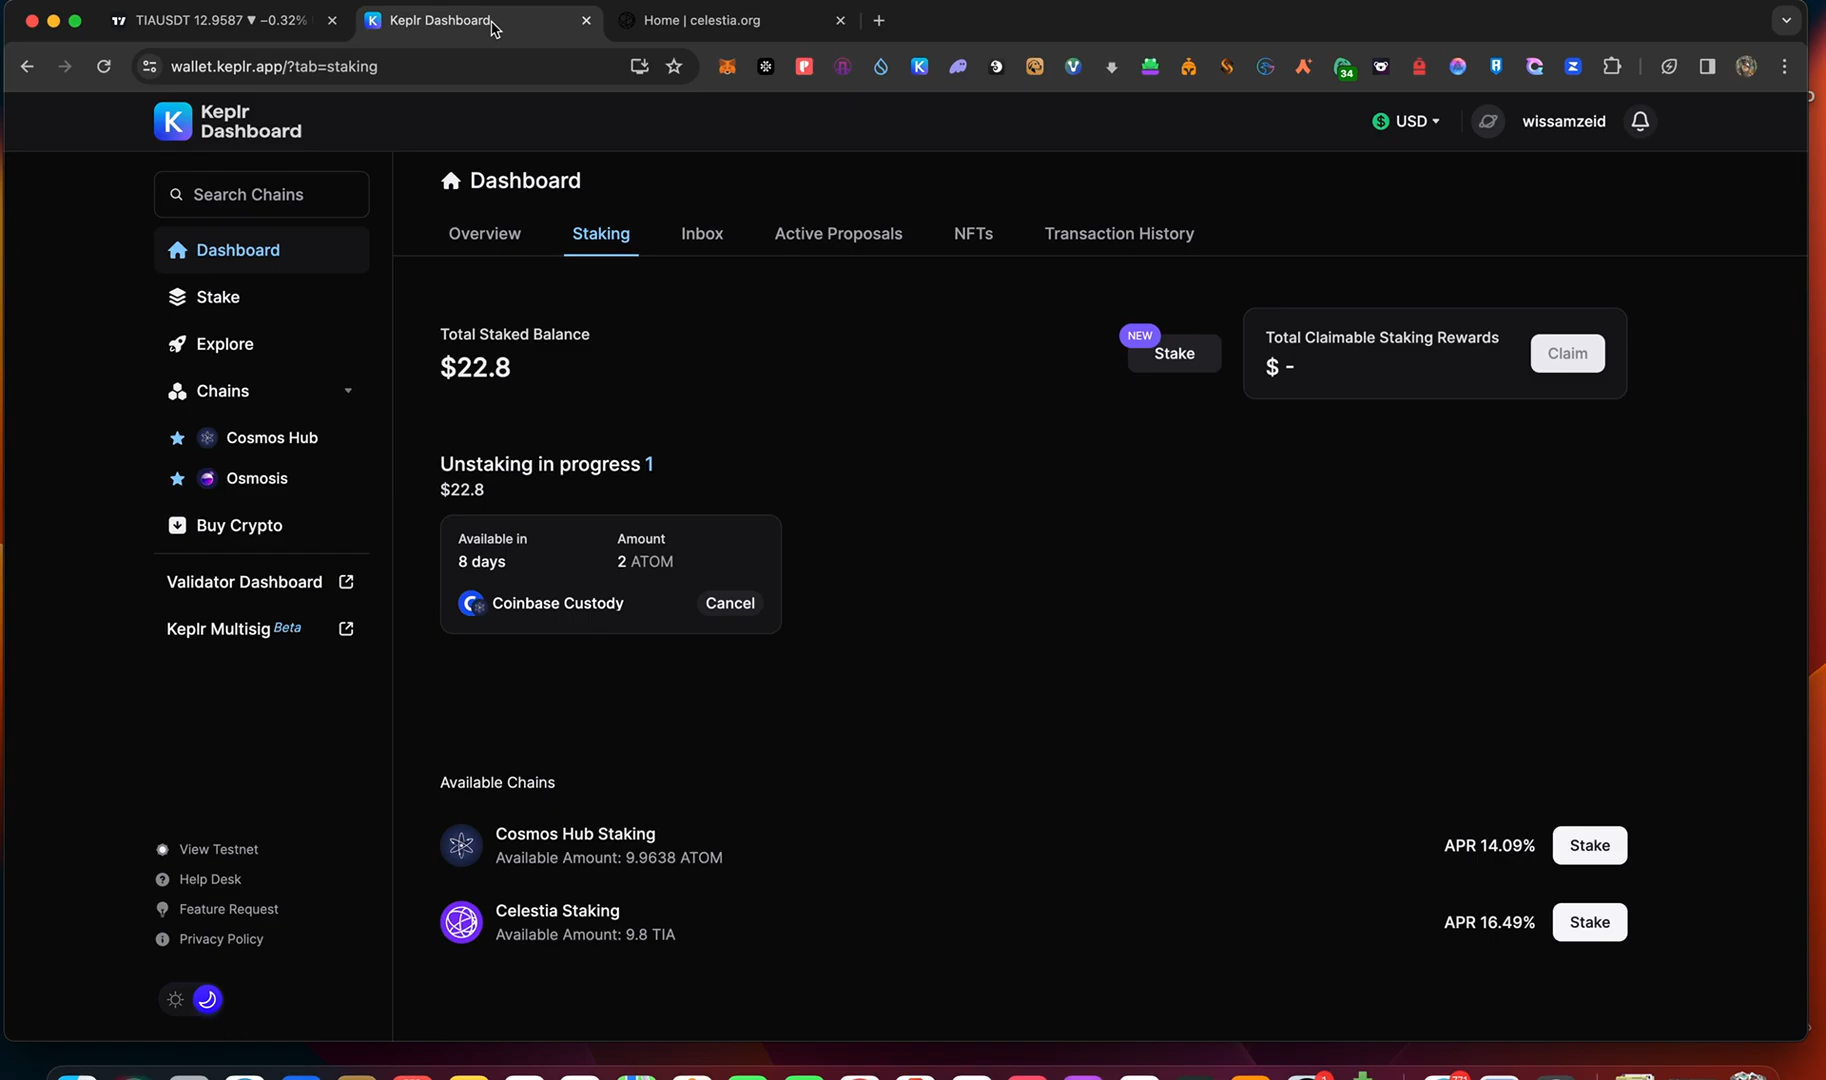 TIAUSDT 12.9587 ▼ −0.32%
Keplr Dashboard
Home | celestia.org
wallet.keplr.app/?tab=staking
34
Keplr
Dashboard
USD
wissamzeid
Search Chains
Dashboard
Stake
Explore
Chains
Cosmos Hub
Osmosis
Buy Crypto
Validator Dashboard
Keplr Multisig Beta
View Testnet
Help Desk
Feature Request
Privacy Policy
Dashboard
Overview
Staking
Inbox
Active Proposals
NFTs
Transaction History
Total Staked Balance
$22.8
NEW
Stake
Total Claimable Staking Rewards
$ -
Claim
Unstaking in progress 1
$22.8
Available in
Amount
8 days
2 ATOM
Coinbase Custody
Cancel
Available Chains
Cosmos Hub Staking
Available Amount: 9.9638 ATOM
APR 14.09%
Stake
Celestia Staking
Available Amount: 9.8 TIA
APR 16.49%
Stake
1
771